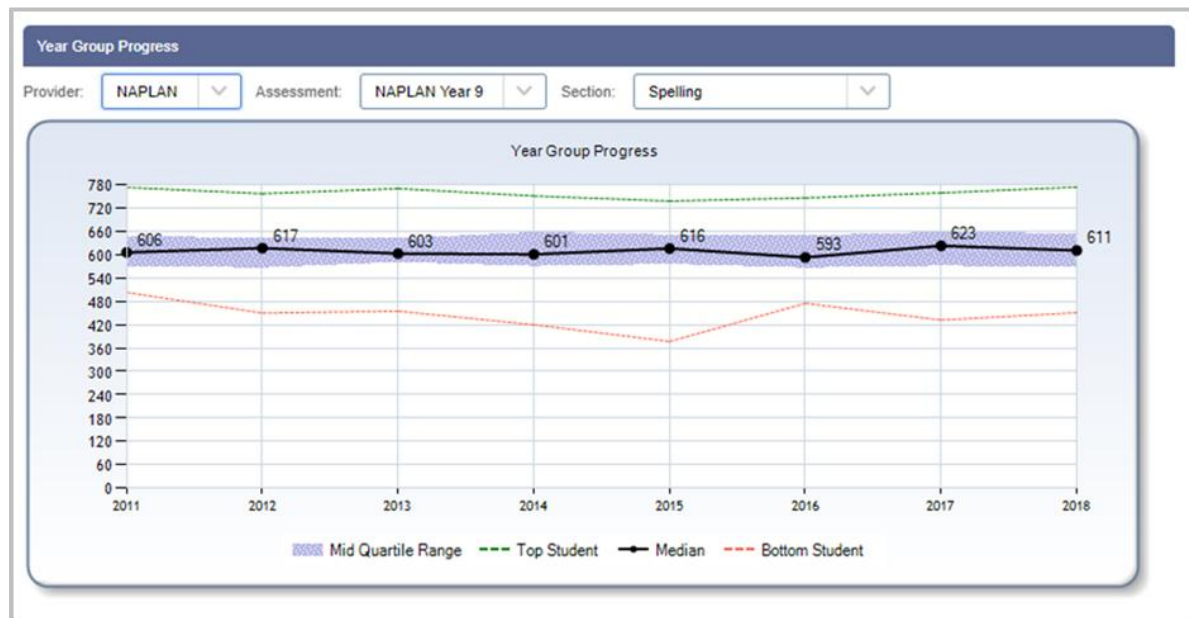 Year Group Progress
Provider: NAPLAN Assessment: NAPLAN Year 9 Section: Spelling
Year Group Progress
780
720
660
600
540
480
420
360
300
240
180
120
60
0
606 617 603 601 616 593 623 611
2011 2012 2013 2014 2015 2016 2017 2018
Mid Quartile Range Top Student Median Bottom Student